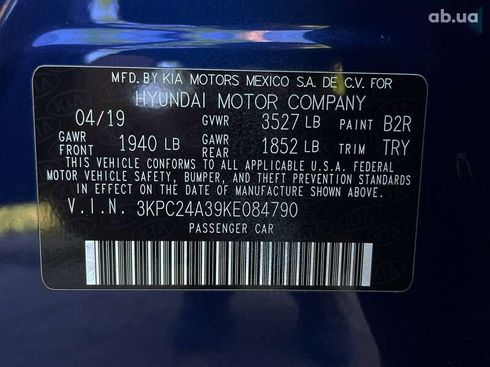 ab.ua
MFD. BY KIA MOTORS MEXICO S.A. DE C.V. FOR
HYUNDAI MOTOR COMPANY
04/19 GVWR 3527 LB PAINT B2R
GAWR FRONT 1940 LB GAWR REAR 1852 LB TRIM TRY
THIS VEHICLE CONFORMS TO ALL APPLICABLE U.S.A. FEDERAL
MOTOR VEHICLE SAFETY, BUMPER, AND THEFT STANDARDS
IN EFFECT ON THE DATE OF MANUFACTURE SHOWN ABOVE.
V.I.N. 3KPC24A39KE084790
PASSENGER CAR